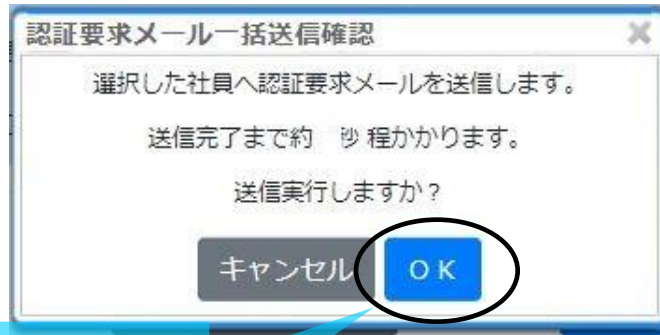 認証要求メール一括送信確認
選択した社員へ認証要求メールを送信します。
送信完了まで約 秒 程かかります。
送信実行しますか？
キャンセル
ＯＫ